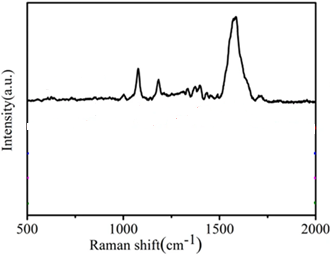 Intensity(a.u.)
500 1000 1500 2000
Raman shift(cm⁻¹)